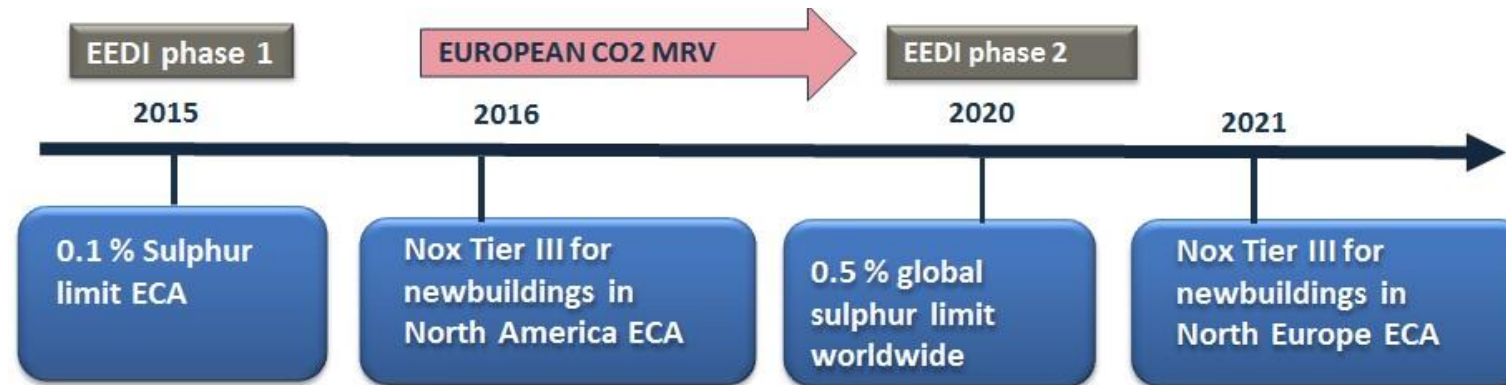 EEDI phase 1
EUROPEAN CO2 MRV
EEDI phase 2
2015
2016
2020
2021
0.1 % Sulphur
limit ECA
Nox Tier III for
newbuildings in
North America ECA
0.5 % global
sulphur limit
worldwide
Nox Tier III for
newbuildings in
North Europe ECA